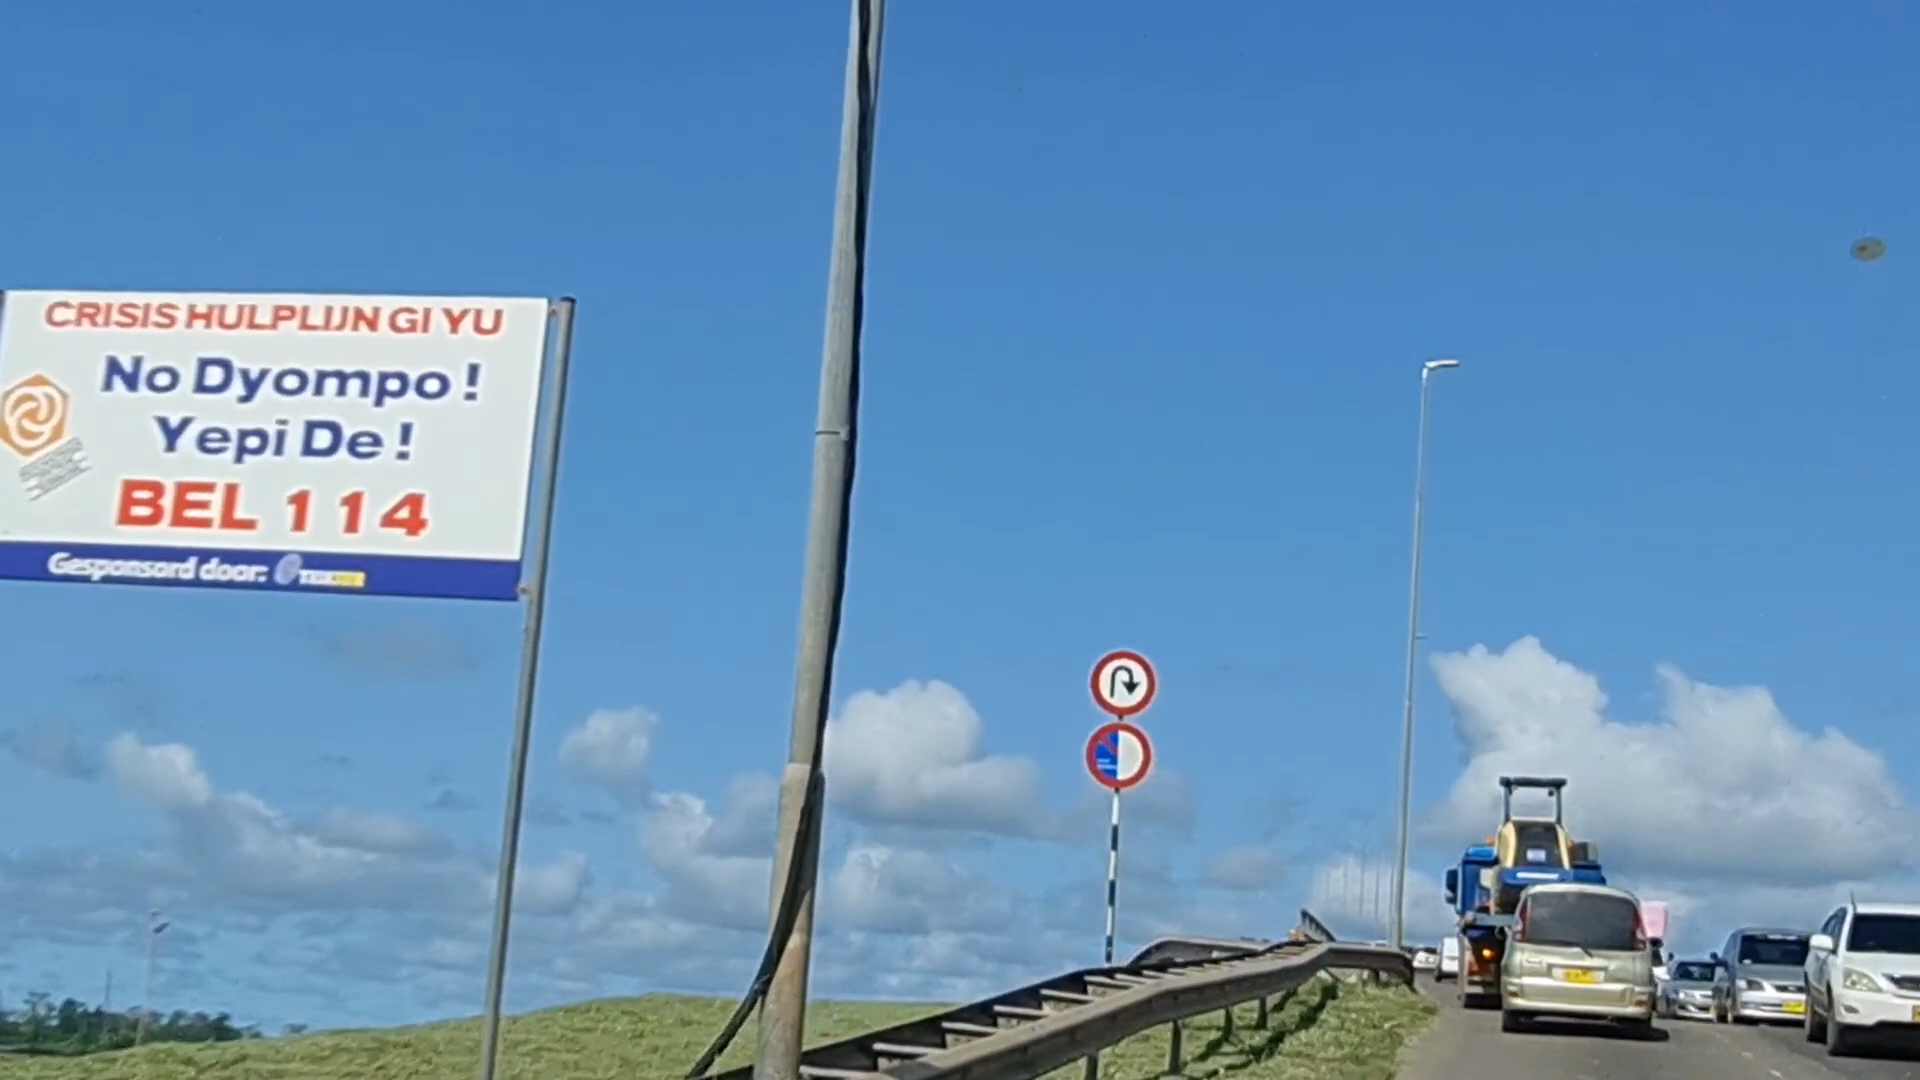 CRISIS HULPLIJN GI YU
No Dyompo!
Yepi De!
BEL 114
Gesponsord door: